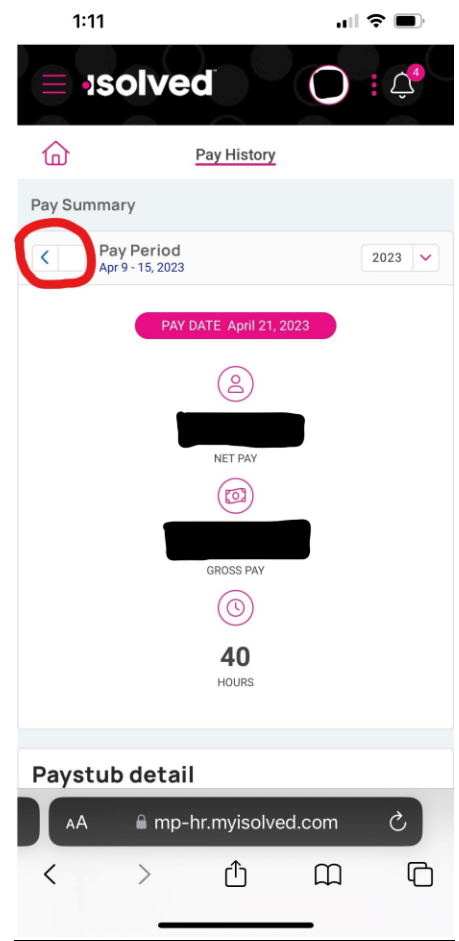 1:11
ısolved
4
Pay History
Pay Summary
Pay Period
Apr 9 - 15, 2023
2023
PAY DATE April 21, 2023
NET PAY
GROSS PAY
40
HOURS
Paystub detail
AA mp-hr.myisolved.com